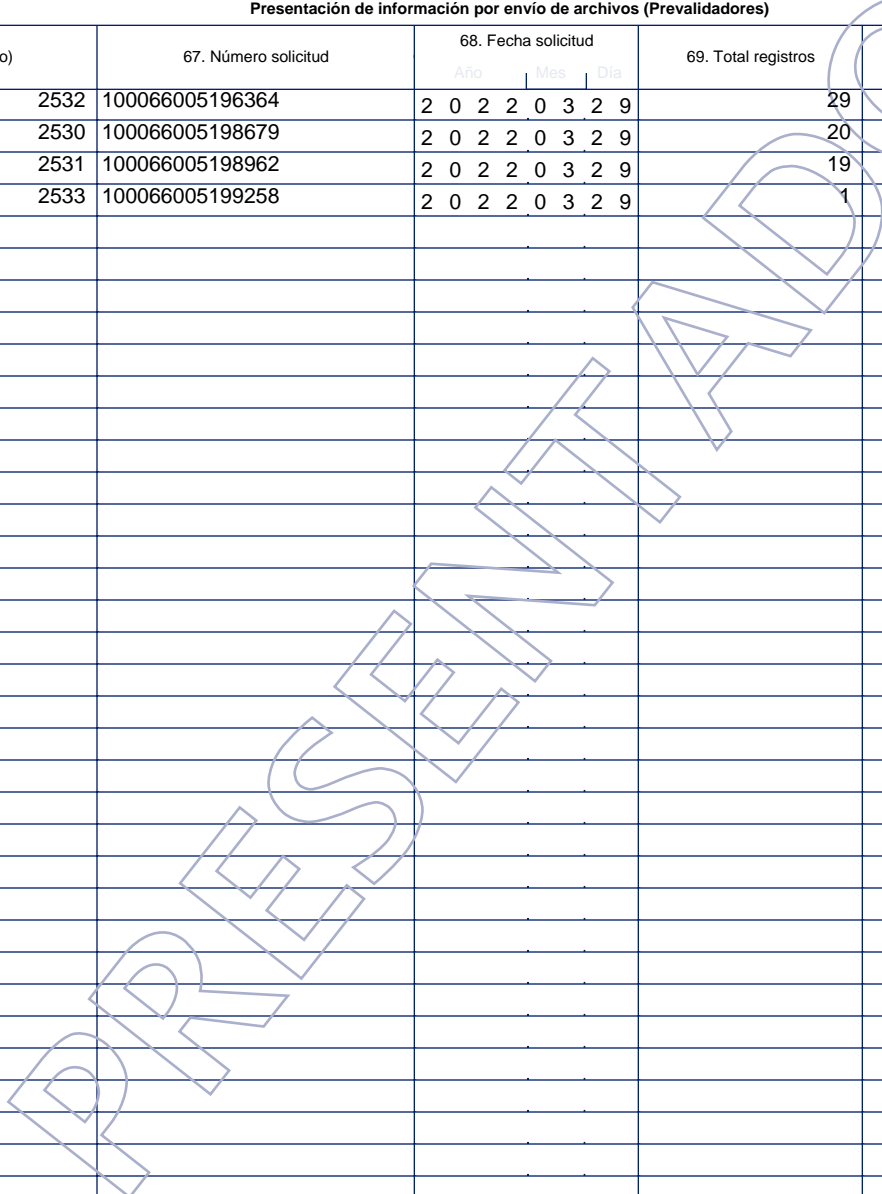 Presentación de información por envío de archivos (Prevalidadores)
o) 67. Número solicitud 68. Fecha solicitud 69. Total registros
Año Mes Día
2532 100066005196364 2 0 2 2 0 3 2 9 29
2530 100066005198679 2 0 2 2 0 3 2 9 20
2531 100066005198962 2 0 2 2 0 3 2 9 19
2533 100066005199258 2 0 2 2 0 3 2 9 1
PRESENTADO